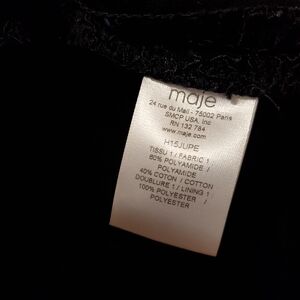 maje
24 rue du Mail - 75002 Paris
SMCP USA, Inc
RN 132 784
www.maje.com
H15JUPE
TISSU 1 / FABRIC 1
60% POLYAMIDE /
POLYAMIDE
40% COTON / COTTON
DOUBLURE 1 / LINING 1
100% POLYESTER /
POLYESTER